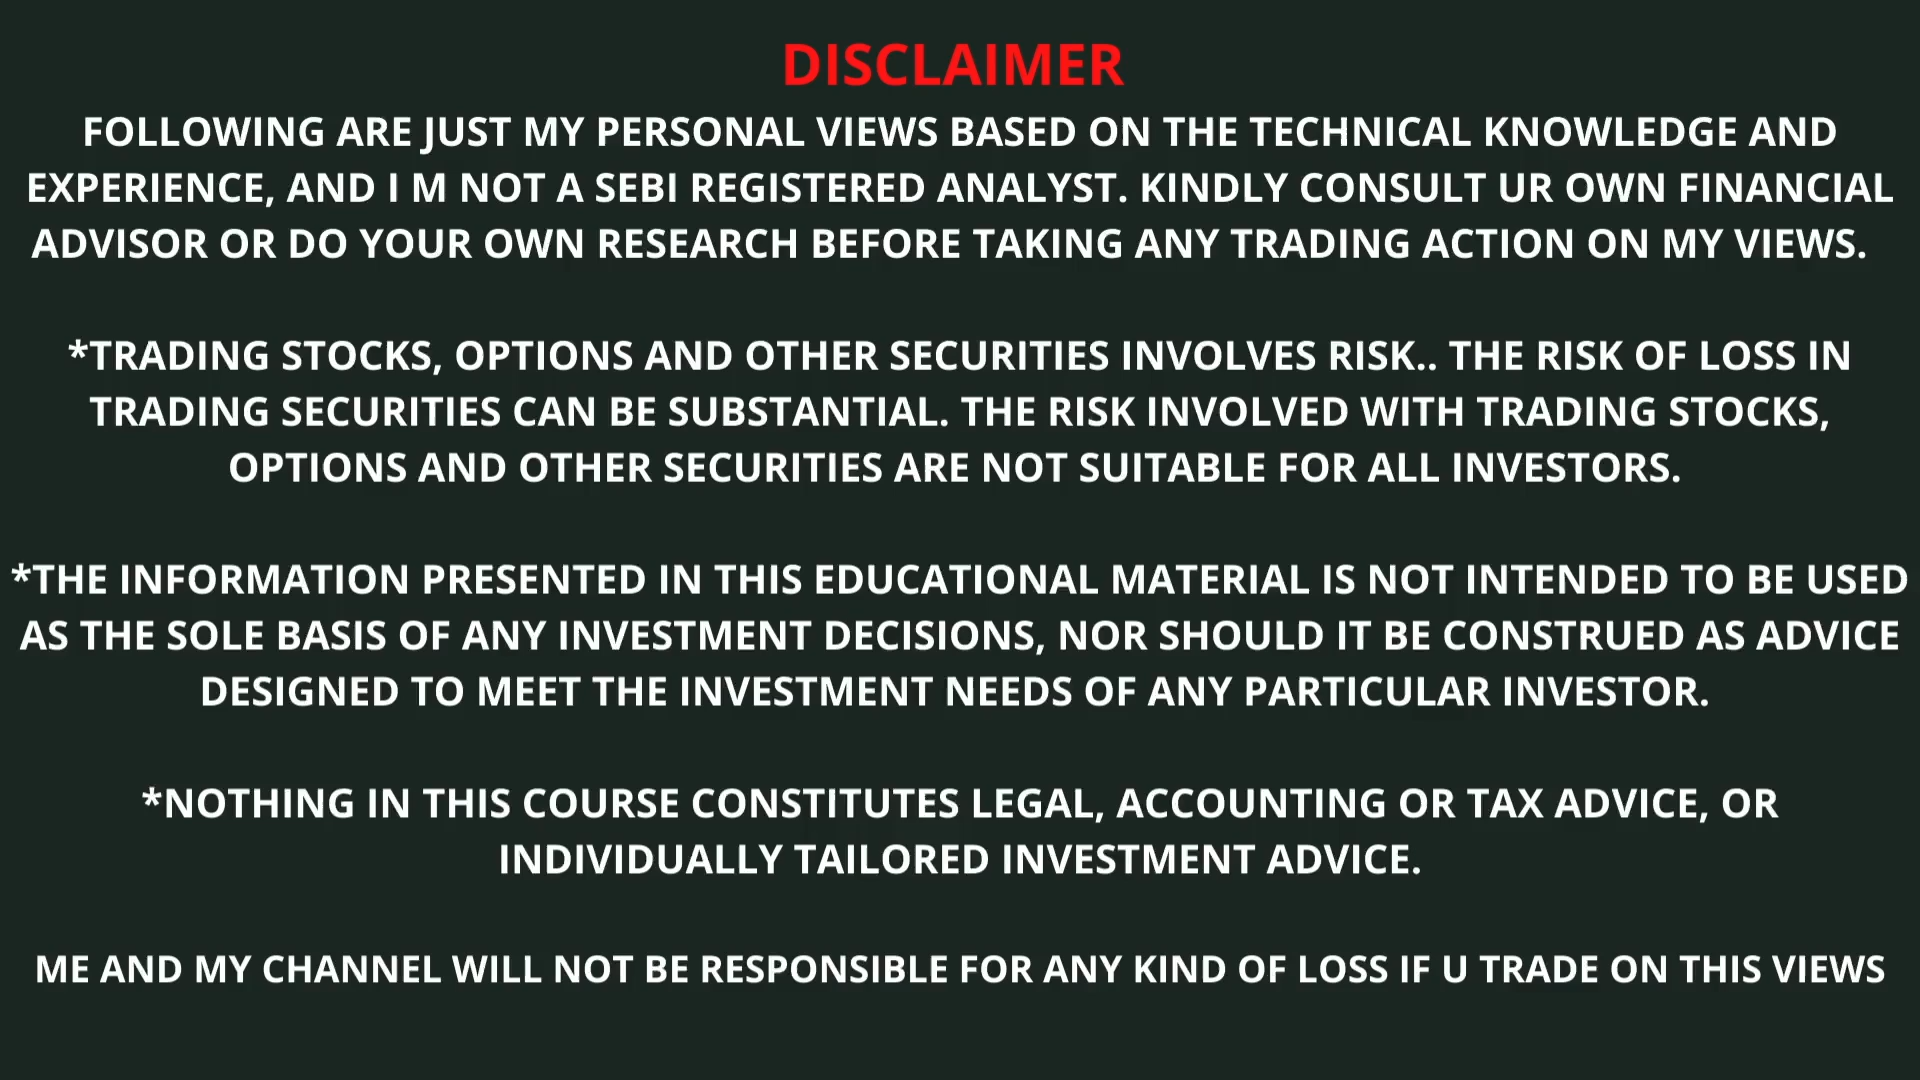 DISCLAIMER
FOLLOWING ARE JUST MY PERSONAL VIEWS BASED ON THE TECHNICAL KNOWLEDGE AND
EXPERIENCE, AND I M NOT A SEBI REGISTERED ANALYST. KINDLY CONSULT UR OWN FINANCIAL
ADVISOR OR DO YOUR OWN RESEARCH BEFORE TAKING ANY TRADING ACTION ON MY VIEWS.
*TRADING STOCKS, OPTIONS AND OTHER SECURITIES INVOLVES RISK.. THE RISK OF LOSS IN
TRADING SECURITIES CAN BE SUBSTANTIAL. THE RISK INVOLVED WITH TRADING STOCKS,
OPTIONS AND OTHER SECURITIES ARE NOT SUITABLE FOR ALL INVESTORS.
*THE INFORMATION PRESENTED IN THIS EDUCATIONAL MATERIAL IS NOT INTENDED TO BE USED
AS THE SOLE BASIS OF ANY INVESTMENT DECISIONS, NOR SHOULD IT BE CONSTRUED AS ADVICE
DESIGNED TO MEET THE INVESTMENT NEEDS OF ANY PARTICULAR INVESTOR.
*NOTHING IN THIS COURSE CONSTITUTES LEGAL, ACCOUNTING OR TAX ADVICE, OR
INDIVIDUALLY TAILORED INVESTMENT ADVICE.
ME AND MY CHANNEL WILL NOT BE RESPONSIBLE FOR ANY KIND OF LOSS IF U TRADE ON THIS VIEWS